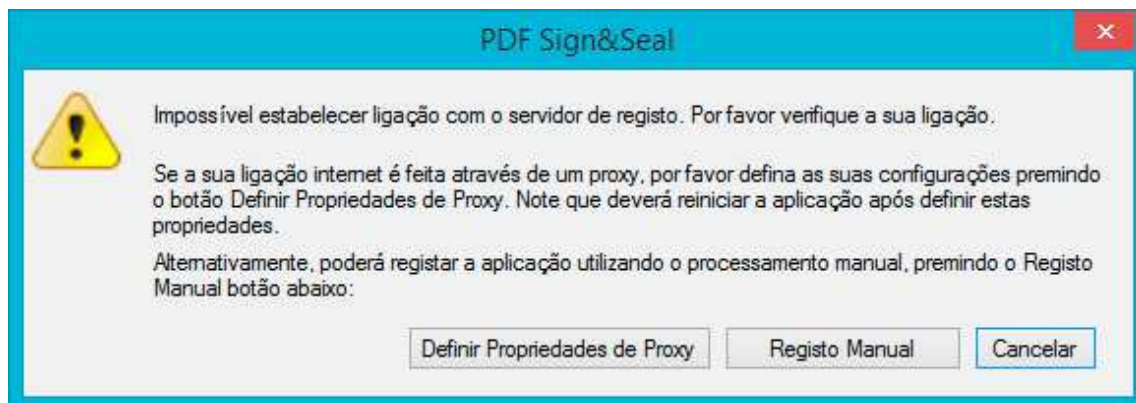 PDF Sign&Seal
Impossível estabelecer ligação com o servidor de registo. Por favor verifique a sua ligação.
Se a sua ligação internet é feita através de um proxy, por favor defina as suas configurações premindo
o botão Definir Propriedades de Proxy. Note que deverá reiniciar a aplicação após definir estas
propriedades.
Alternativamente, poderá registar a aplicação utilizando o processamento manual, premindo o Registo
Manual botão abaixo:
Definir Propriedades de Proxy Registo Manual Cancelar